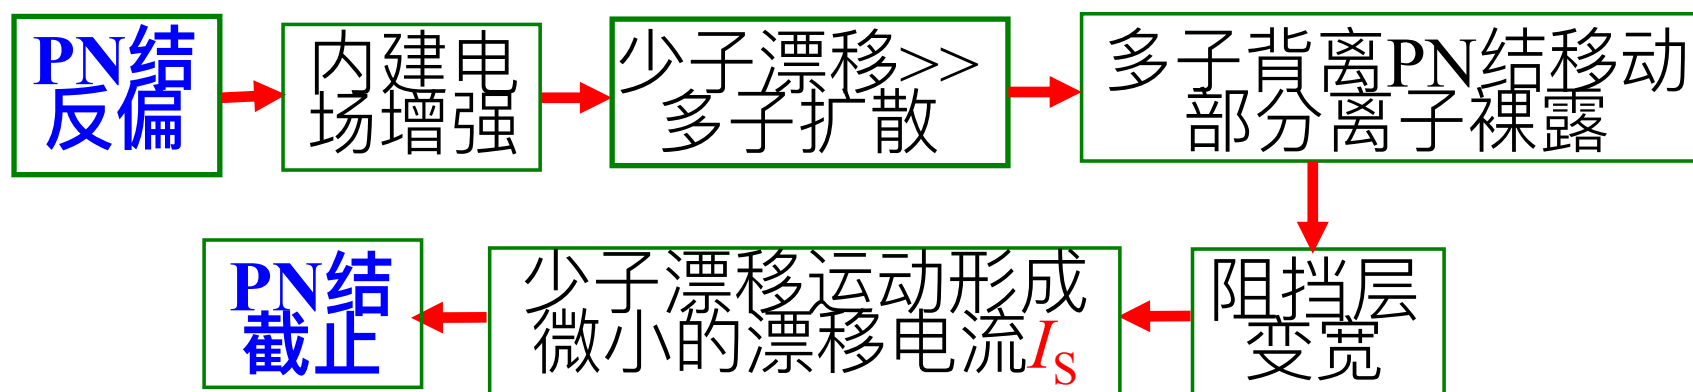 PN结
反偏
内建电
场增强
少子漂移>>
多子扩散
多子背离PN结移动
部分离子裸露
阻挡层
变宽
少子漂移运动形成
微小的漂移电流IS
PN结
截止